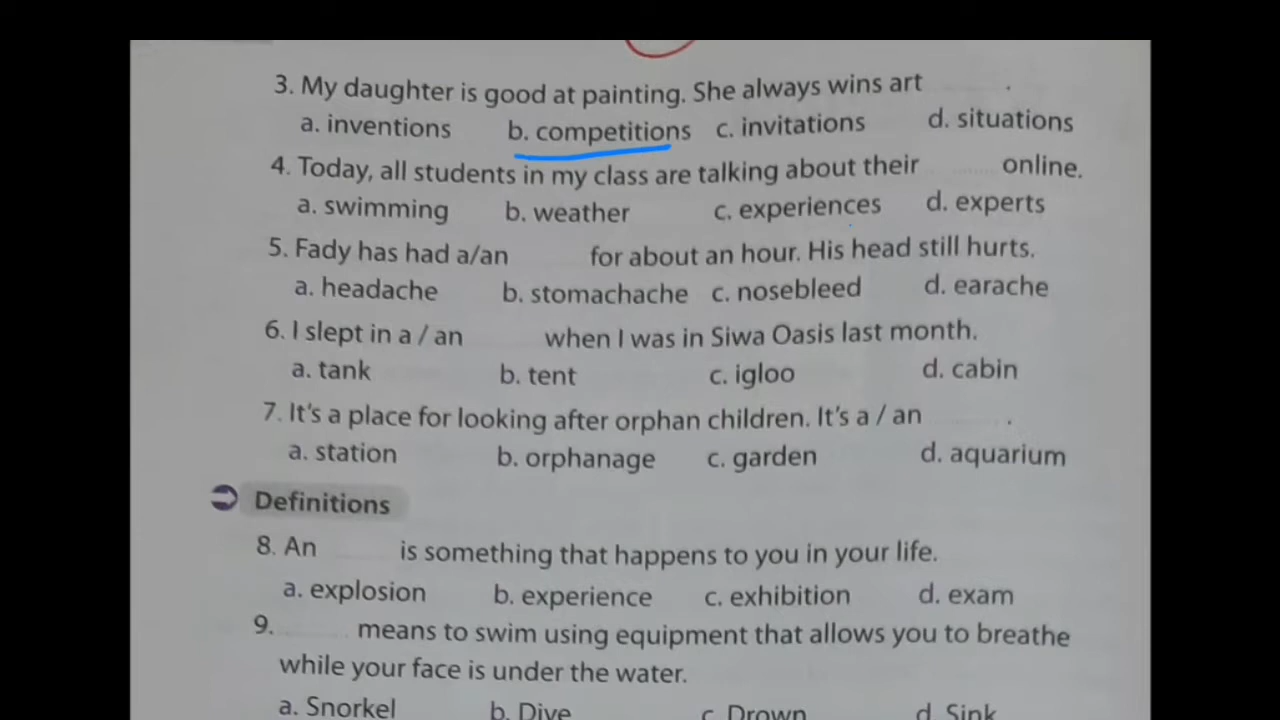 3. My daughter is good at painting. She always wins art .
a. inventions b. competitions c. invitations d. situations
4. Today, all students in my class are talking about their online.
a. swimming b. weather c. experiences d. experts
5. Fady has had a/an for about an hour. His head still hurts.
a. headache b. stomachache c. nosebleed d. earache
6. I slept in a / an when I was in Siwa Oasis last month.
a. tank b. tent c. igloo d. cabin
7. It's a place for looking after orphan children. It's a / an .
a. station b. orphanage c. garden d. aquarium
Definitions
8. An is something that happens to you in your life.
a. explosion b. experience c. exhibition d. exam
9. means to swim using equipment that allows you to breathe
while your face is under the water.
a. Snorkel b. Dive c. Drown d. Sink